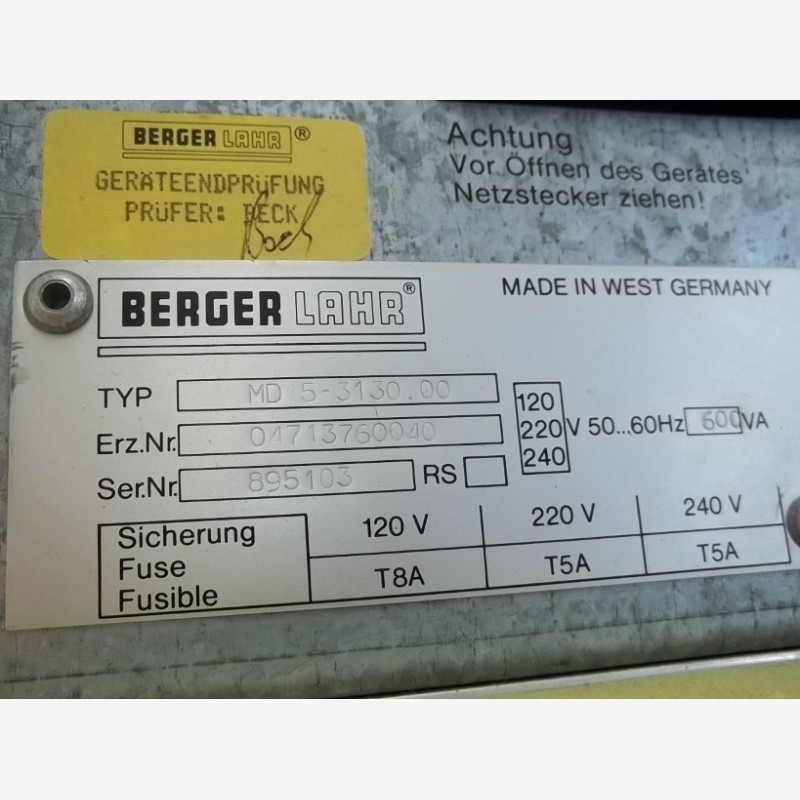 BERGER LAHR®
GERÄTEENDPRÜFUNG
PRÜFER: BECK
Achtung
Vor Öffnen des Gerätes
Netzstecker ziehen!
BERGER LAHR®
MADE IN WEST GERMANY
TYP MD 5-3130.00
Erz.Nr. 04713760040
Ser.Nr. 895103 RS
120
220 V 50...60Hz 600 VA
240
Sicherung
Fuse
Fusible
120 V 220 V 240 V
T8A T5A T5A